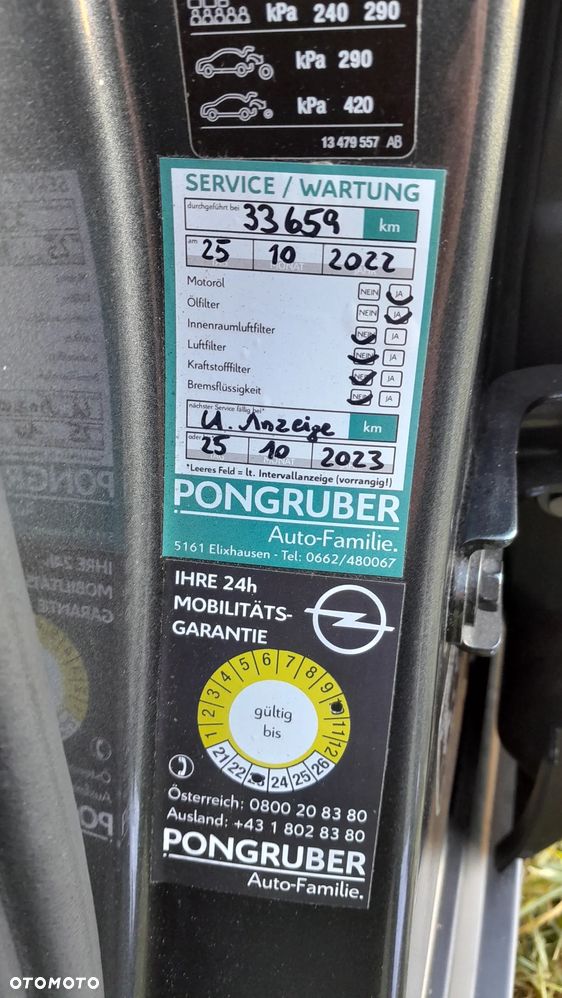 kPa 240 290
kPa 290
kPa 420
13 479 557 AB
SERVICE / WARTUNG
durchgeführt bei 33659 km
am 25 10 2022
Motoröl NEIN JA
Ölfilter NEIN JA
Innenraumluftfilter NEIN JA
Luftfilter NEIN JA
Kraftstofffilter NEIN JA
Bremsflüssigkeit NEIN JA
nächster Service fällig bei*
u. Anzeige km
oder 25 10 2023
*Leeres Feld = lt. Intervallanzeige (vorrangig!)
PONGRUBER
Auto-Familie.
5161 Elixhausen - Tel: 0662/480067
IHRE 24h
MOBILITÄTS-
GARANTIE
1 2 3 4 5 6 7 8 9 11 12
gültig
bis
21 22 24 25 26
Österreich: 0800 20 83 80
Ausland: +43 1 802 83 80
PONGRUBER
Auto-Familie.
OTOMOTO